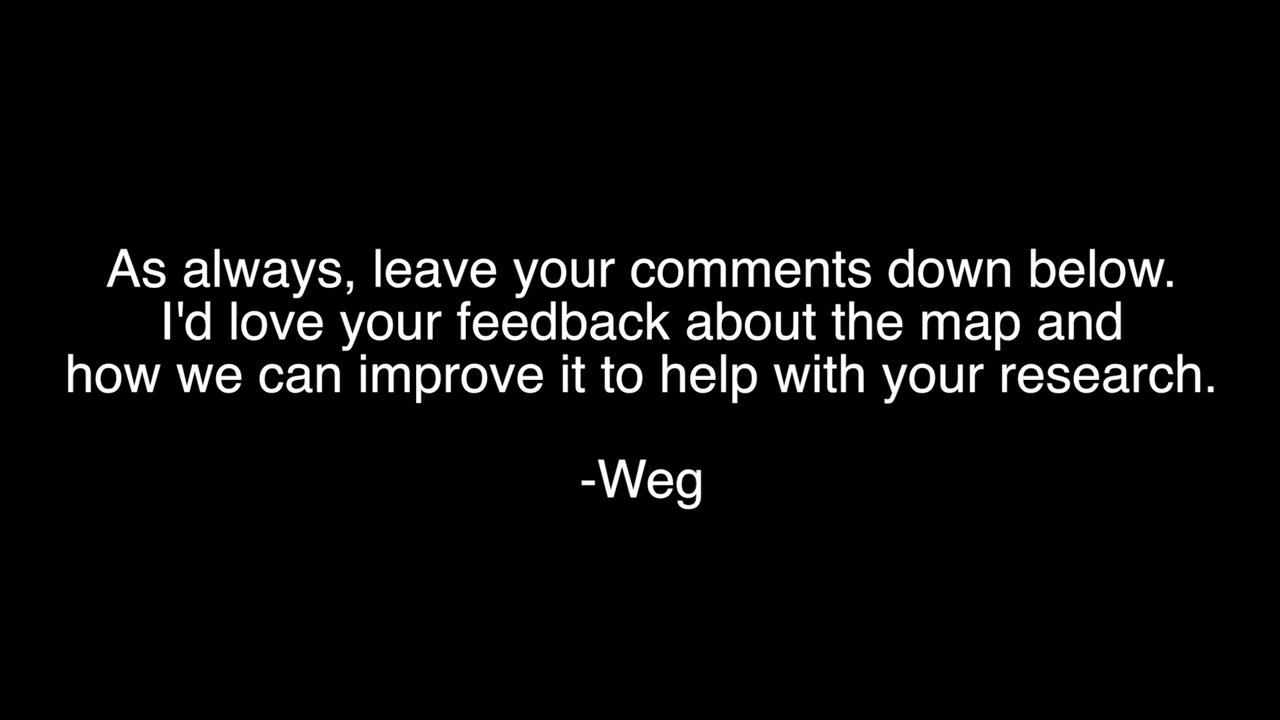 As always, leave your comments down below.
I'd love your feedback about the map and
how we can improve it to help with your research.
-Weg